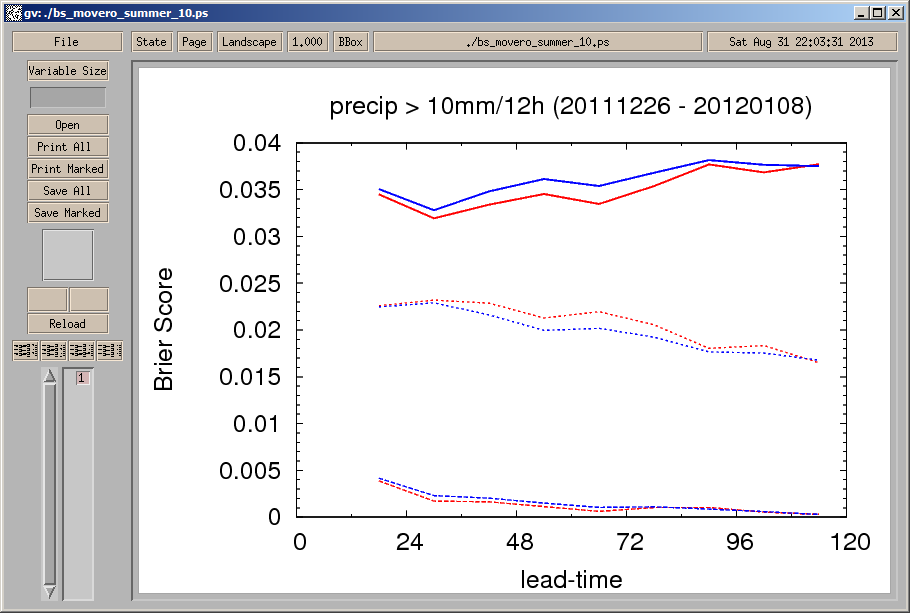 gv: ./bs_movero_summer_10.ps
File State Page Landscape 1.000 BBox ./bs_movero_summer_10.ps Sat Aug 31 22:03:31 2013
Variable Size
Open
Print All
Print Marked
Save All
Save Marked
Reload
1
precip > 10mm/12h (20111226 - 20120108)
0.04
0.035
0.03
0.025
0.02
0.015
0.01
0.005
0
Brier Score
0 24 48 72 96 120
lead-time